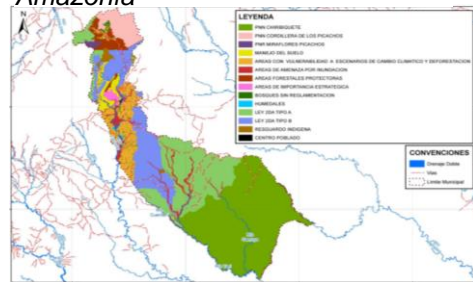 Amazonía
N
LEYENDA
PNN CHIRIBIQUETE
PNN CORDILLERA DE LOS PICACHOS
PNR MIRAFLORES PICACHOS
MANEJO DEL SUELO
AREAS CON VULNERABILIDAD A ESCENARIOS DE CAMBIO CLIMATICO Y DEFORESTACION
AREAS DE AMENAZA POR INUNDACION
AREAS FORESTALES PROTECTORAS
AREAS DE IMPORTANCIA ESTRATEGICA
BOSQUES SIN REGLAMENTACION
HUMEDALES
LEY 2DA TIPO A
LEY 2DA TIPO B
RESGUARDO INDIGENA
CENTRO POBLADO
CONVENCIONES
Drenaje Doble
Vias
Limite Municipal